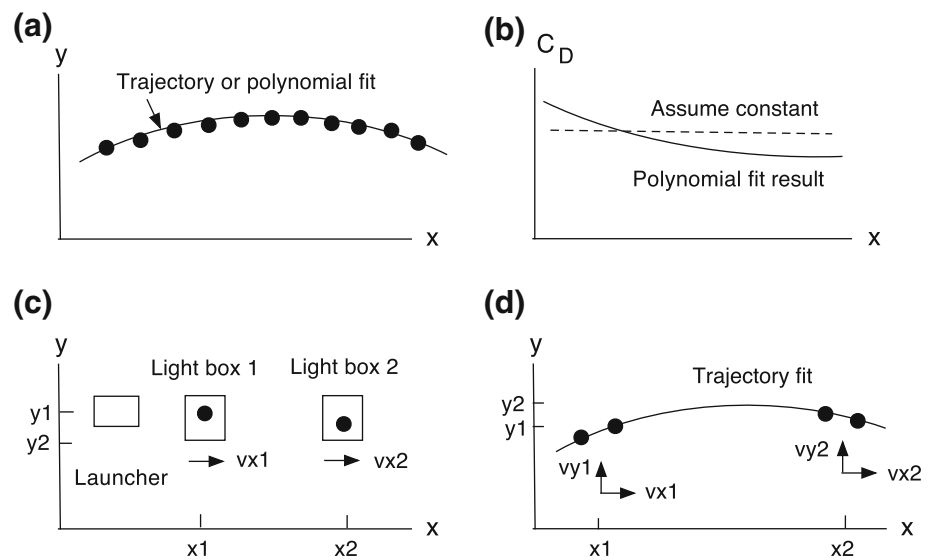 (a)
y
Trajectory or polynomial fit
x
(b)
C D
Assume constant
Polynomial fit result
x
(c)
y
Light box 1
Light box 2
y1
y2
Launcher
vx1
vx2
x
x1
x2
(d)
y
Trajectory fit
y2
y1
vy1
vx1
vy2
vx2
x
x1
x2